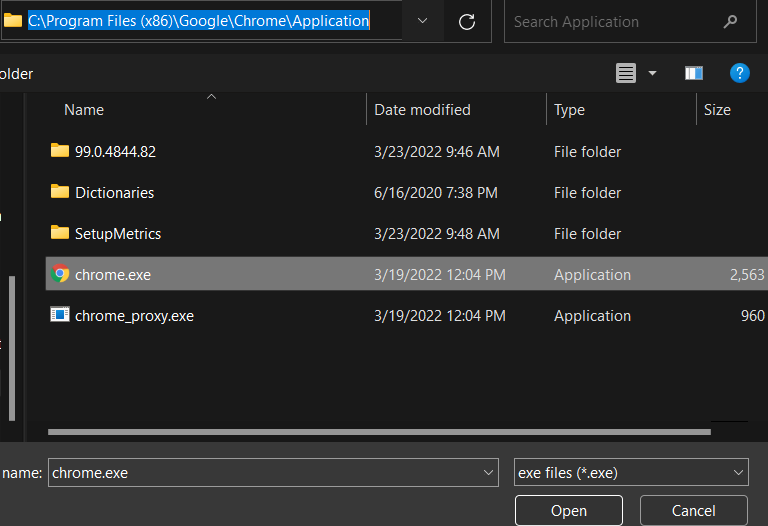 C:\Program Files (x86)\Google\Chrome\Application Search Application
older
Name Date modified Type Size
99.0.4844.82 3/23/2022 9:46 AM File folder
Dictionaries 6/16/2020 7:38 PM File folder
SetupMetrics 3/23/2022 9:48 AM File folder
chrome.exe 3/19/2022 12:04 PM Application 2,563
chrome_proxy.exe 3/19/2022 12:04 PM Application 960
name: chrome.exe exe files (*.exe)
Open Cancel